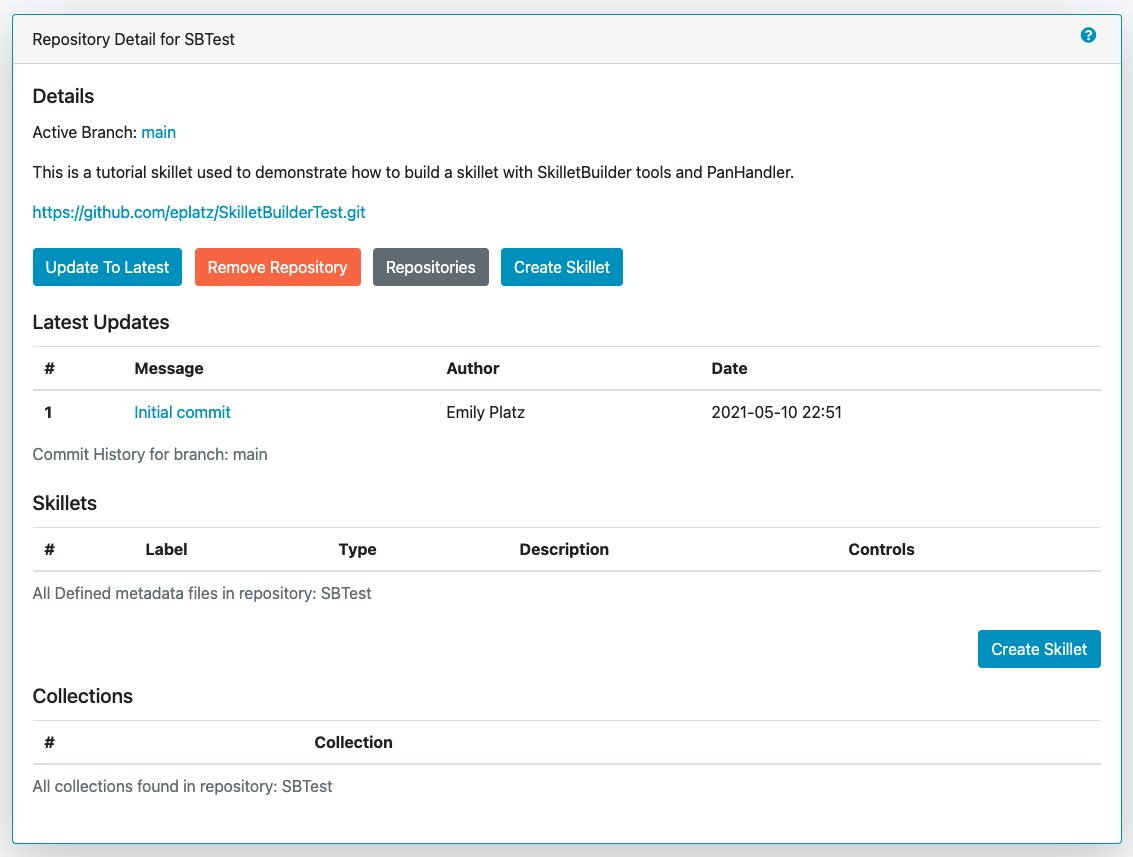 Repository Detail for SBTest
?
Details
Active Branch: main
This is a tutorial skillet used to demonstrate how to build a skillet with SkilletBuilder tools and PanHandler.
https://github.com/eplatz/SkilletBuilderTest.git
Update To Latest Remove Repository Repositories Create Skillet
Latest Updates
# Message Author Date
1 Initial commit Emily Platz 2021-05-10 22:51
Commit History for branch: main
Skillets
# Label Type Description Controls
All Defined metadata files in repository: SBTest
Create Skillet
Collections
# Collection
All collections found in repository: SBTest